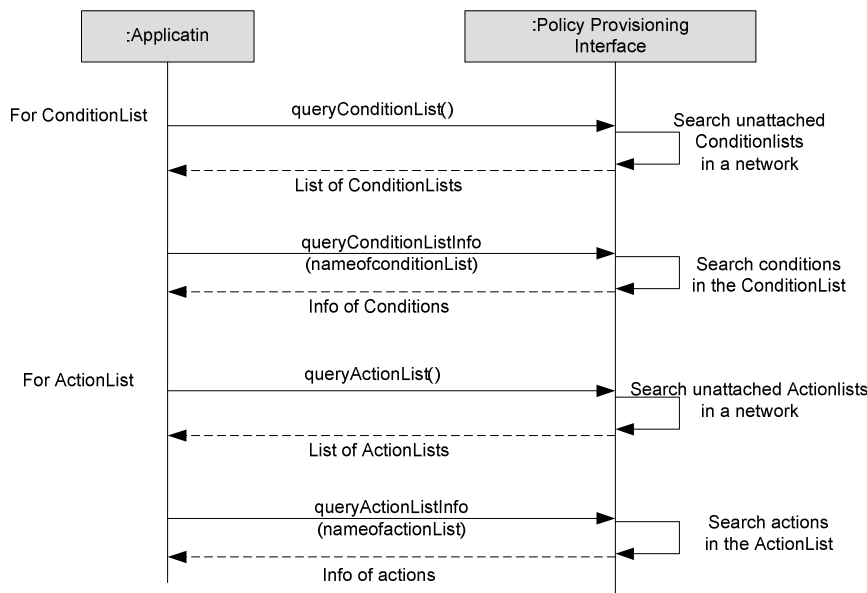 :Applicatin
:Policy Provisioning
Interface
For ConditionList
queryConditionList()
Search unattached
Conditionlists
in a network
List of ConditionLists
queryConditionListInfo
(nameofconditionList)
Search conditions
in the ConditionList
Info of Conditions
For ActionList
queryActionList()
Search unattached Actionlists
in a network
List of ActionLists
queryActionListInfo
(nameofactionList)
Search actions
in the ActionList
Info of actions